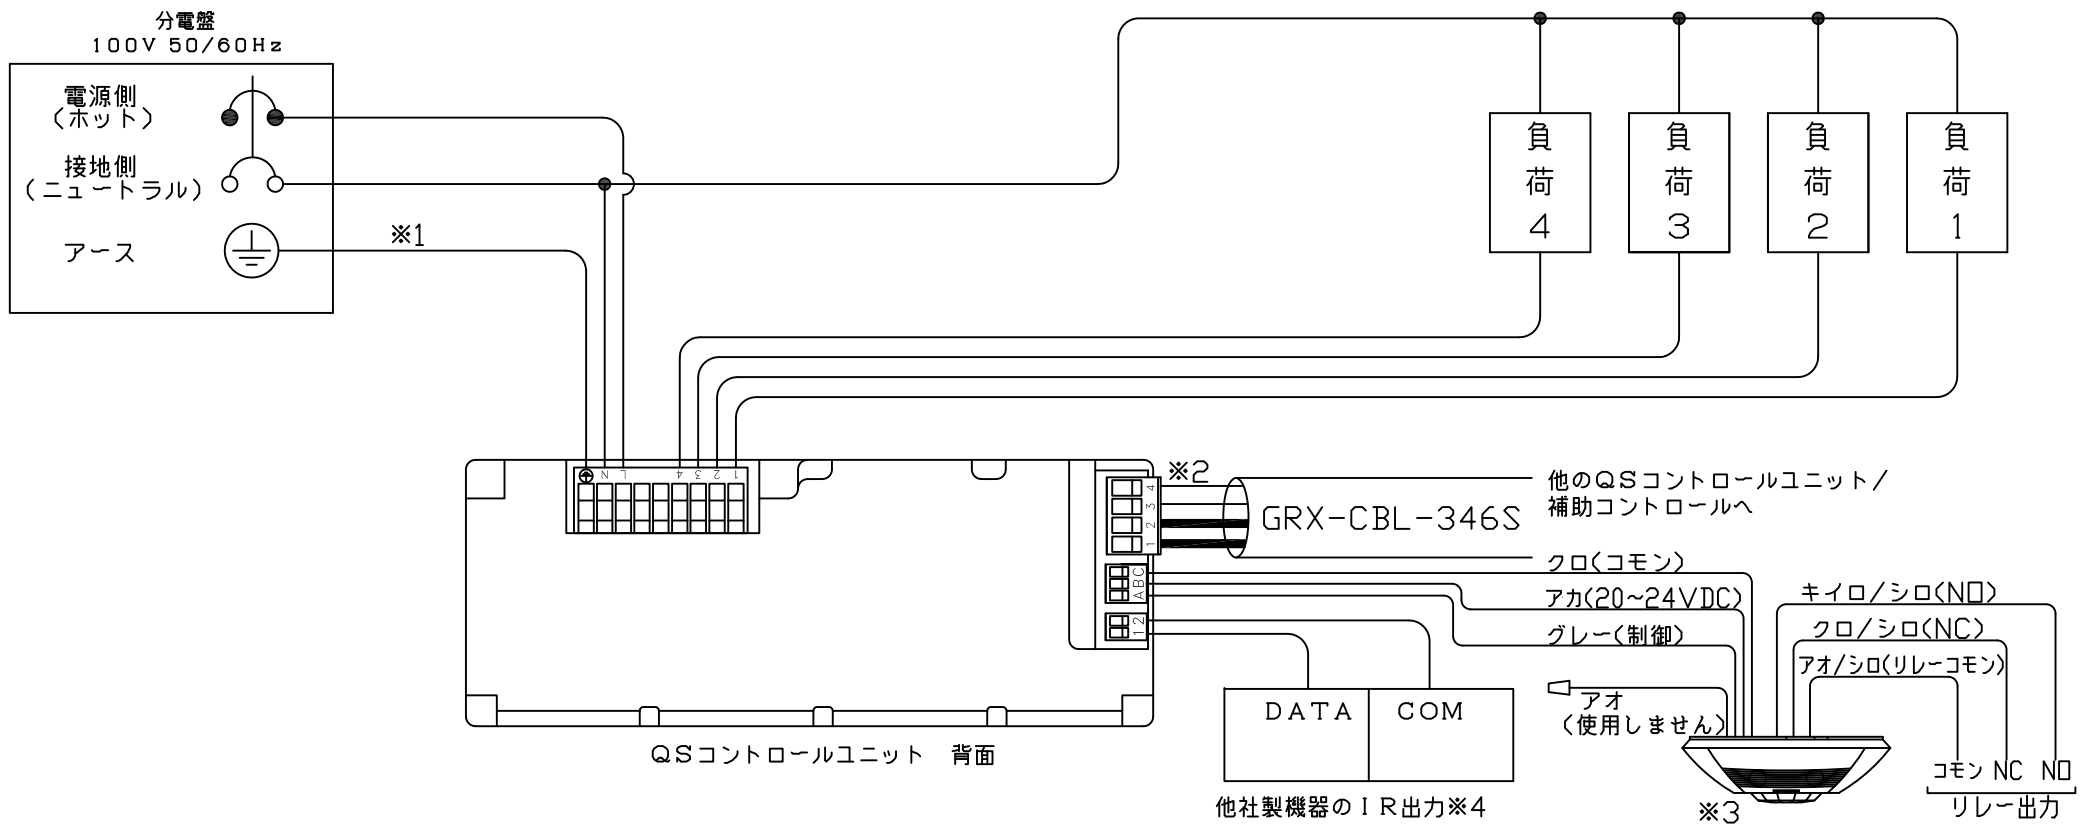 分電盤
100V 50/60Hz
電源側
(ホット)
接地側
(ニュートラル)
アース
※1
負荷4
負荷3
負荷2
負荷1
N L 4 3 2 1
※2
4
3
2
1
GRX-CBL-346S
他のQSコントロールユニット/
補助コントロールへ
C
B
A
2
1
クロ(コモン)
アカ(20~24VDC)
グレー(制御)
アオ
(使用しません)
キイロ/シロ(NO)
クロ/シロ(NC)
アオ/シロ(リレーコモン)
DATA COM
他社製機器のIR出力※4
QSコントロールユニット 背面
※3
コモン NC NO
リレー出力